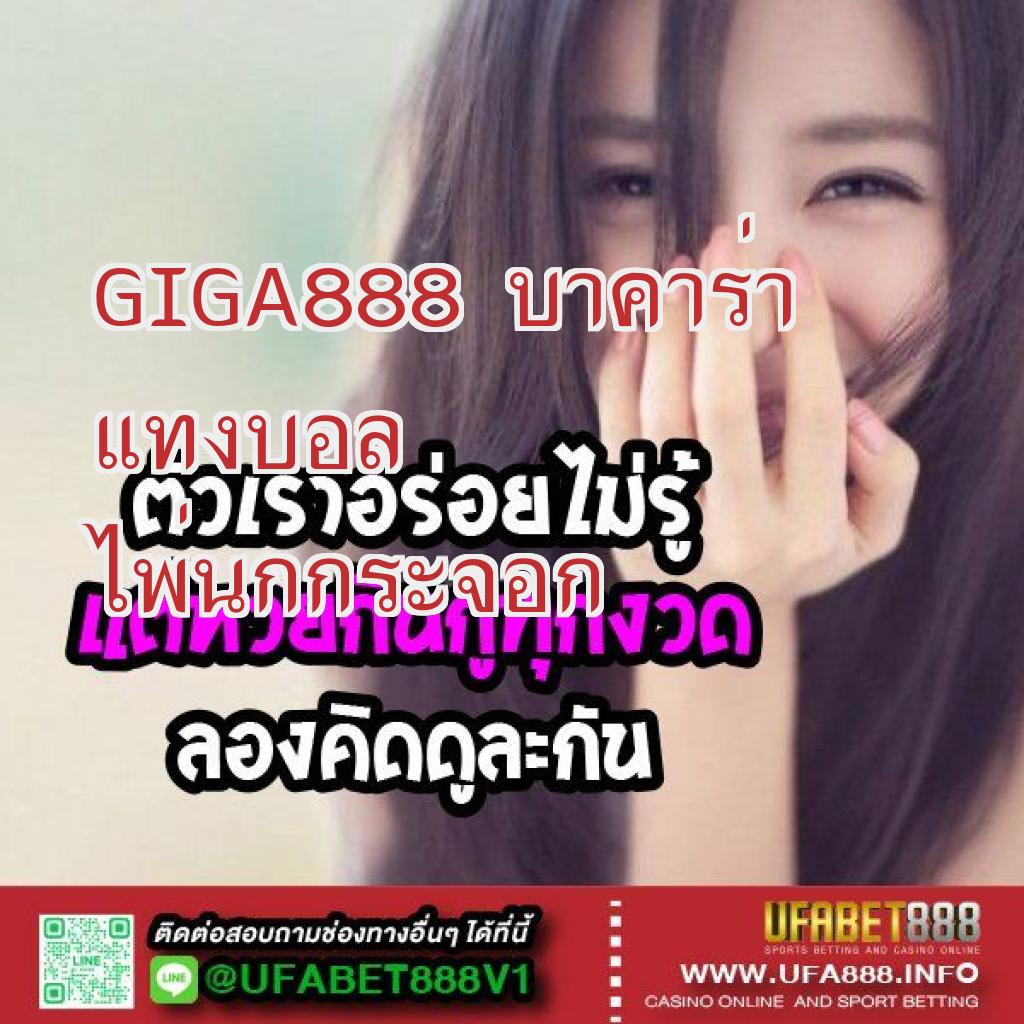 GIGA888 บาคาร่า
แทงบอล
ตัวเราอร่อยไม่รู้
ไพ่นกกระจอก
แต่หวยกินกูทุกงวด
ลองคิดดูละกัน
ติดต่อสอบถามช่องทางอื่นๆ ได้ที่นี้
LINE
LINE @UFABET888V1
UFABET888
SPORTS BETTING AND CASINO ONLINE
WWW.UFA888.INFO
CASINO ONLINE AND SPORT BETTING